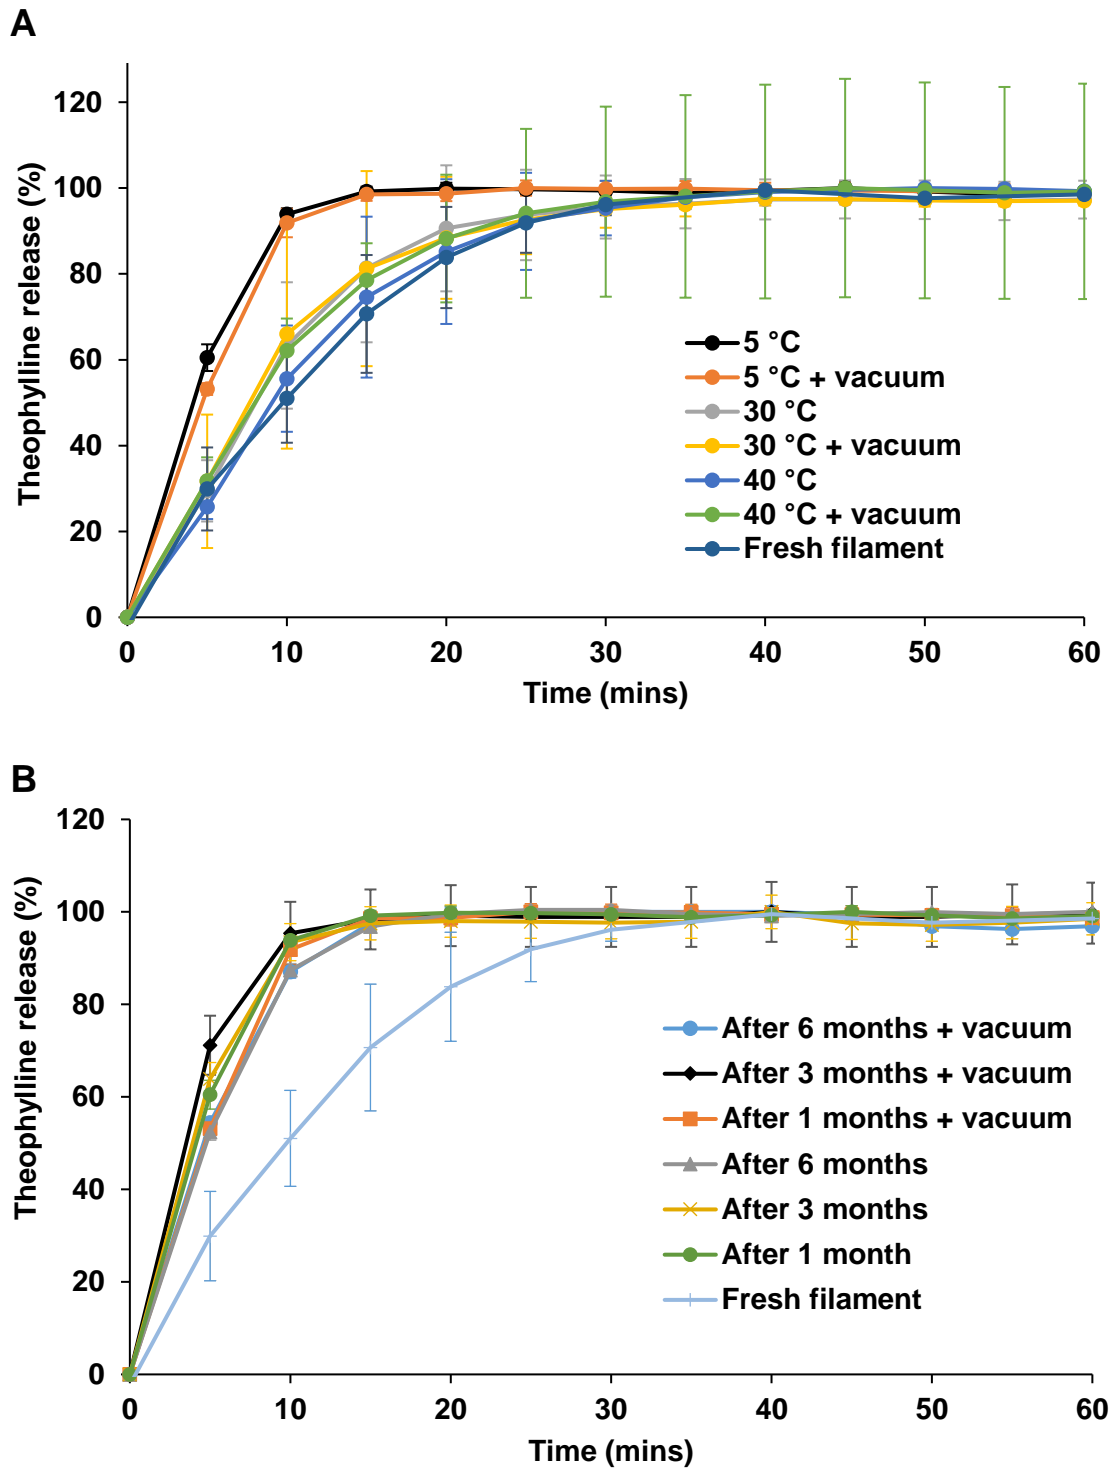 A
120
100
80
60
40
20
0
Theophylline release (%)
5 °C
5 °C + vacuum
30 °C
30 °C + vacuum
40 °C
40 °C + vacuum
Fresh filament
0 10 20 30 40 50 60
Time (mins)
B
120
100
80
60
40
20
0
Theophylline release (%)
After 6 months + vacuum
After 3 months + vacuum
After 1 months + vacuum
After 6 months
After 3 months
After 1 month
Fresh filament
0 10 20 30 40 50 60
Time (mins)